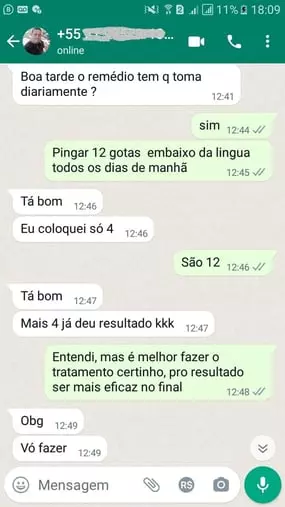 11% 18:09
+55
online
Boa tarde o remédio tem q toma
diariamente ? 12:41
sim 12:44
Pingar 12 gotas embaixo da lingua
todos os dias de manhã 12:45
Tá bom 12:46
Eu coloquei só 4 12:46
São 12 12:46
Tá bom 12:47
Mais 4 já deu resultado kkk 12:47
Entendi, mas é melhor fazer o
tratamento certinho, pro resultado
ser mais eficaz no final 12:48
Obg 12:49
Vó fazer 12:49
Mensagem R$